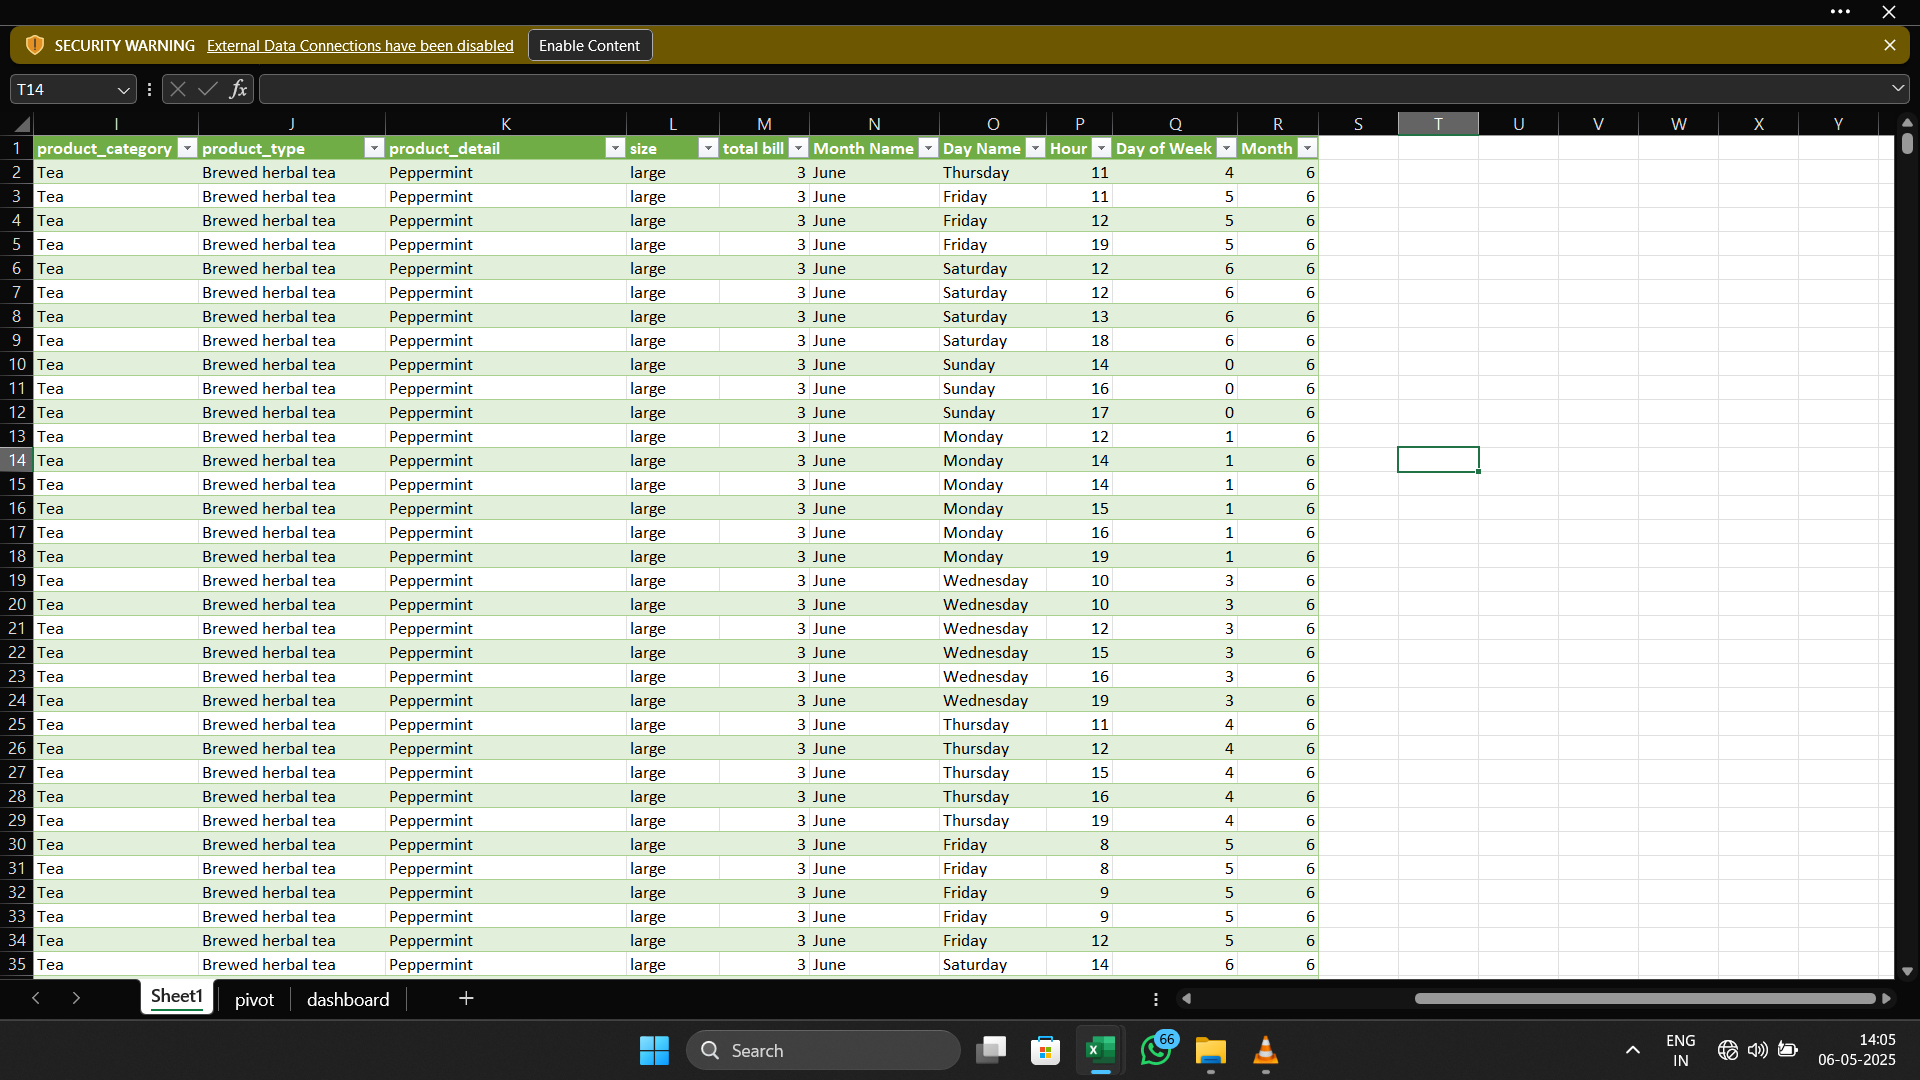 SECURITY WARNING External Data Connections have been disabled Enable Content
T14 fx
I J K L M N O P Q R S T U V W X Y
1 product_category product_type product_detail size total bill Month Name Day Name Hour Day of Week Month
2 Tea Brewed herbal tea Peppermint large 3 June Thursday 11 4 6
3 Tea Brewed herbal tea Peppermint large 3 June Friday 11 5 6
4 Tea Brewed herbal tea Peppermint large 3 June Friday 12 5 6
5 Tea Brewed herbal tea Peppermint large 3 June Friday 19 5 6
6 Tea Brewed herbal tea Peppermint large 3 June Saturday 12 6 6
7 Tea Brewed herbal tea Peppermint large 3 June Saturday 12 6 6
8 Tea Brewed herbal tea Peppermint large 3 June Saturday 13 6 6
9 Tea Brewed herbal tea Peppermint large 3 June Saturday 18 6 6
10 Tea Brewed herbal tea Peppermint large 3 June Sunday 14 0 6
11 Tea Brewed herbal tea Peppermint large 3 June Sunday 16 0 6
12 Tea Brewed herbal tea Peppermint large 3 June Sunday 17 0 6
13 Tea Brewed herbal tea Peppermint large 3 June Monday 12 1 6
14 Tea Brewed herbal tea Peppermint large 3 June Monday 14 1 6
15 Tea Brewed herbal tea Peppermint large 3 June Monday 14 1 6
16 Tea Brewed herbal tea Peppermint large 3 June Monday 15 1 6
17 Tea Brewed herbal tea Peppermint large 3 June Monday 16 1 6
18 Tea Brewed herbal tea Peppermint large 3 June Monday 19 1 6
19 Tea Brewed herbal tea Peppermint large 3 June Wednesday 10 3 6
20 Tea Brewed herbal tea Peppermint large 3 June Wednesday 10 3 6
21 Tea Brewed herbal tea Peppermint large 3 June Wednesday 12 3 6
22 Tea Brewed herbal tea Peppermint large 3 June Wednesday 15 3 6
23 Tea Brewed herbal tea Peppermint large 3 June Wednesday 16 3 6
24 Tea Brewed herbal tea Peppermint large 3 June Wednesday 19 3 6
25 Tea Brewed herbal tea Peppermint large 3 June Thursday 11 4 6
26 Tea Brewed herbal tea Peppermint large 3 June Thursday 12 4 6
27 Tea Brewed herbal tea Peppermint large 3 June Thursday 15 4 6
28 Tea Brewed herbal tea Peppermint large 3 June Thursday 16 4 6
29 Tea Brewed herbal tea Peppermint large 3 June Thursday 19 4 6
30 Tea Brewed herbal tea Peppermint large 3 June Friday 8 5 6
31 Tea Brewed herbal tea Peppermint large 3 June Friday 8 5 6
32 Tea Brewed herbal tea Peppermint large 3 June Friday 9 5 6
33 Tea Brewed herbal tea Peppermint large 3 June Friday 9 5 6
34 Tea Brewed herbal tea Peppermint large 3 June Friday 12 5 6
35 Tea Brewed herbal tea Peppermint large 3 June Saturday 14 6 6
Sheet1 pivot dashboard
Search 66 ENG 14:05
IN 06-05-2025